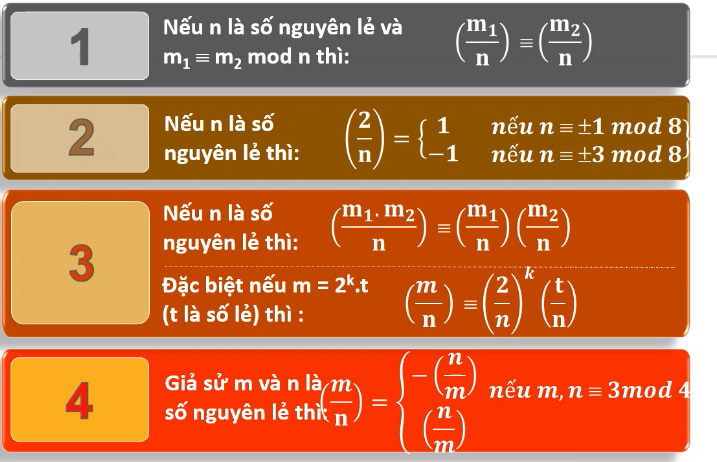 1
Nếu n là số nguyên lẻ và
m₁ ≡ m₂ mod n thì:
(m₁/n) ≡ (m₂/n)
2
Nếu n là số
nguyên lẻ thì:
(2/n) = { 1 nếu n ≡ ±1 mod 8
−1 nếu n ≡ ±3 mod 8 }
3
Nếu n là số
nguyên lẻ thì:
(m₁.m₂/n) ≡ (m₁/n)(m₂/n)
Đặc biệt nếu m = 2ᵏ.t
(t là số lẻ) thì :
(m/n) ≡ (2/n)ᵏ (t/n)
4
Giả sử m và n là
số nguyên lẻ thì:
(m/n) = { −(n/m) nếu m, n ≡ 3mod 4
(n/m)